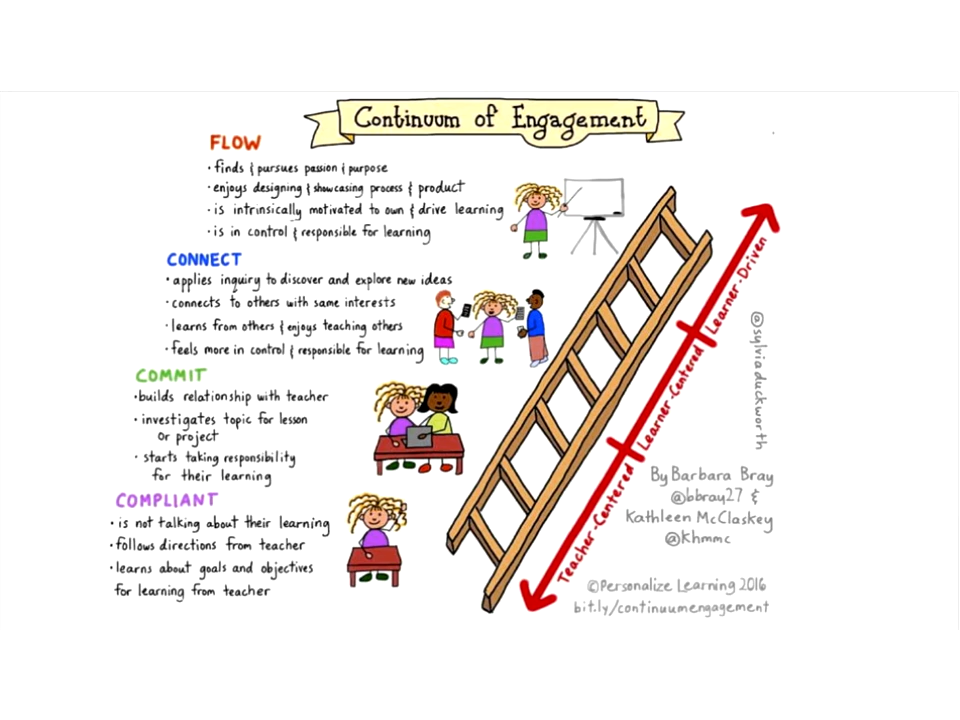 Continuum of Engagement
FLOW
· finds & pursues passion & purpose
· enjoys designing & showcasing process & product
· is intrinsically motivated to own & drive learning
· is in control & responsible for learning
CONNECT
· applies inquiry to discover and explore new ideas
· connects to others with same interests
· learns from others & enjoys teaching others
· feels more in control & responsible for learning
COMMIT
· builds relationship with teacher
· investigates topic for lesson
or project
· starts taking responsibility
for their learning
COMPLIANT
· is not talking about their learning
· follows directions from teacher
· learns about goals and objectives
for learning from teacher
Learner-Driven
Learner-Centered
Teacher-Centered
@sylviaduckworth
By Barbara Bray
@bbray27 &
Kathleen McClaskey
@khmmc
©Personalize Learning 2016
bit.ly/continuumengagement